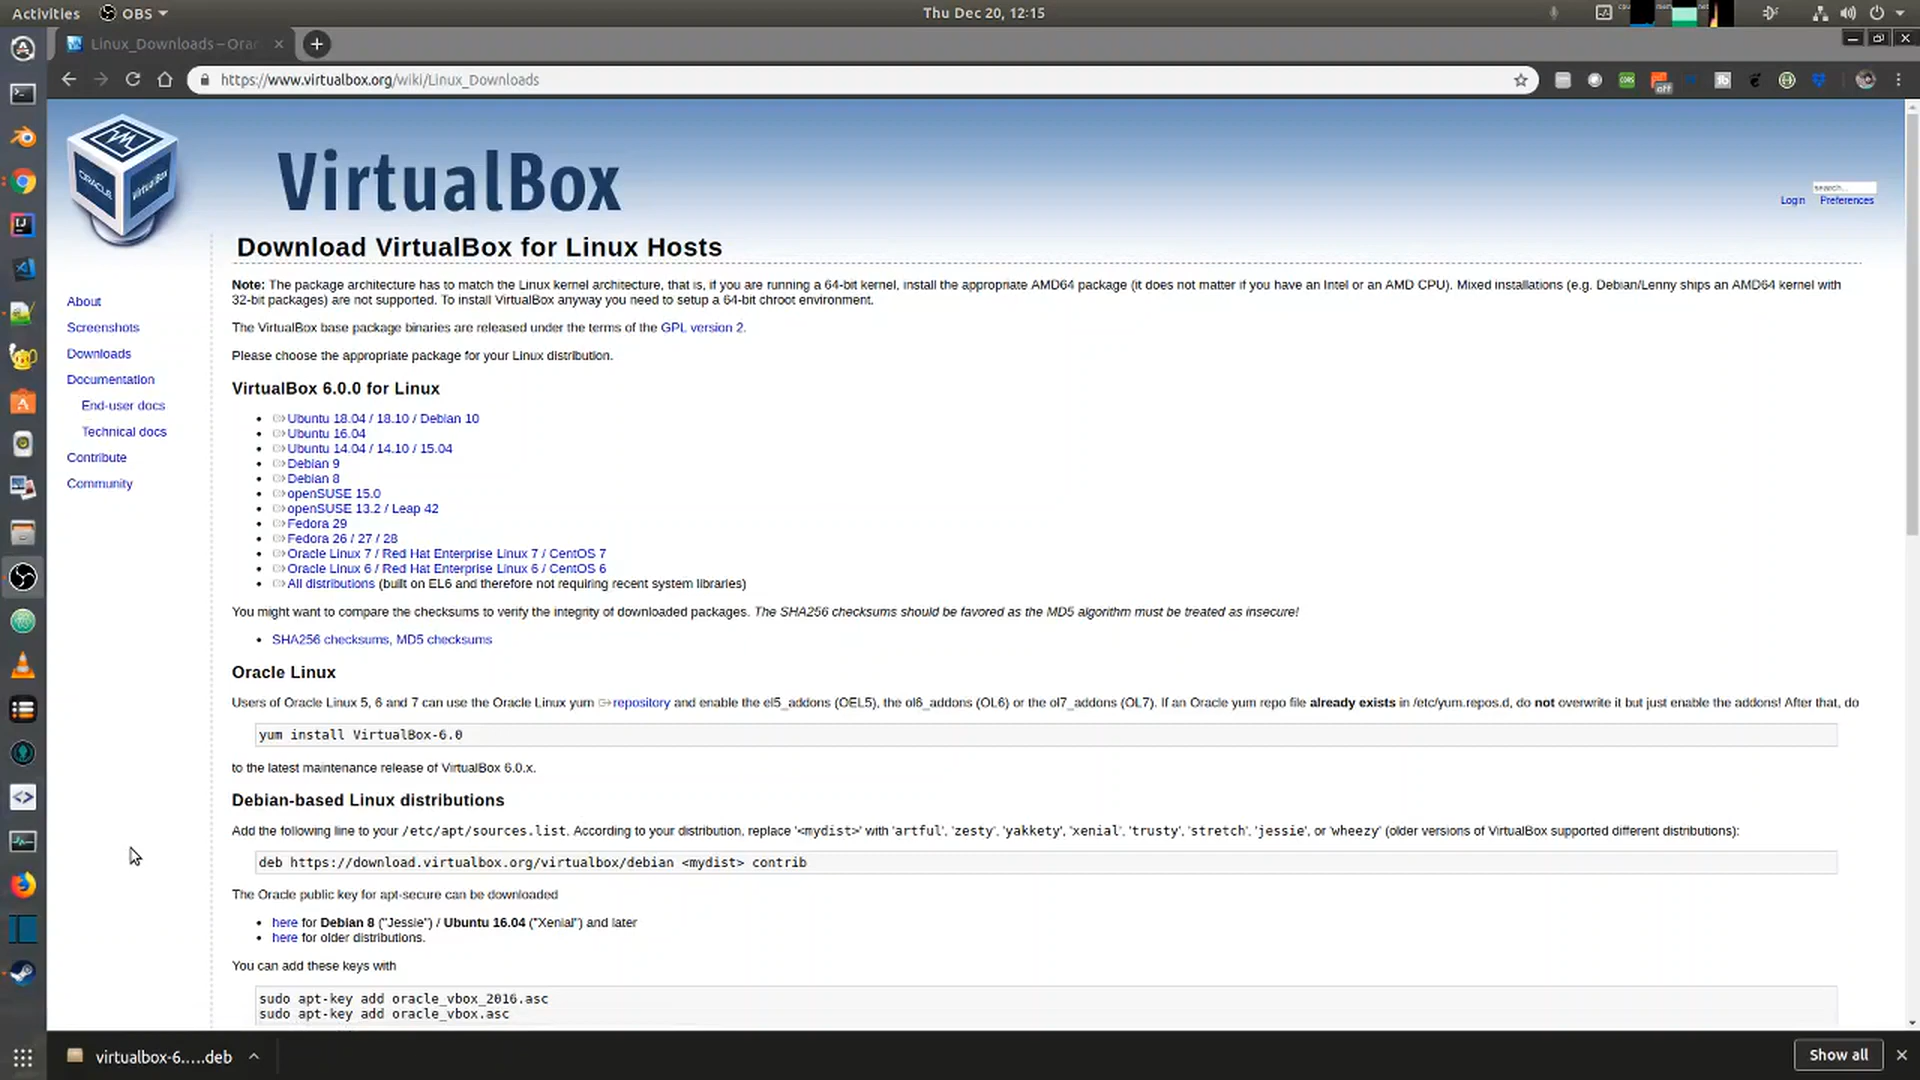 Activities OBS Thu Dec 20, 12:15
Linux_Downloads – Orac
https://www.virtualbox.org/wiki/Linux_Downloads
off
ORACLE VirtualBox
VirtualBox
search...
Login Preferences
Download VirtualBox for Linux Hosts
Note: The package architecture has to match the Linux kernel architecture, that is, if you are running a 64-bit kernel, install the appropriate AMD64 package (it does not matter if you have an Intel or an AMD CPU). Mixed installations (e.g. Debian/Lenny ships an AMD64 kernel with
32-bit packages) are not supported. To install VirtualBox anyway you need to setup a 64-bit chroot environment.
The VirtualBox base package binaries are released under the terms of the GPL version 2.
Please choose the appropriate package for your Linux distribution.
About
Screenshots
Downloads
Documentation
End-user docs
Technical docs
Contribute
Community
VirtualBox 6.0.0 for Linux
• Ubuntu 18.04 / 18.10 / Debian 10
• Ubuntu 16.04
• Ubuntu 14.04 / 14.10 / 15.04
• Debian 9
• Debian 8
• openSUSE 15.0
• openSUSE 13.2 / Leap 42
• Fedora 29
• Fedora 26 / 27 / 28
• Oracle Linux 7 / Red Hat Enterprise Linux 7 / CentOS 7
• Oracle Linux 6 / Red Hat Enterprise Linux 6 / CentOS 6
• All distributions (built on EL6 and therefore not requiring recent system libraries)
You might want to compare the checksums to verify the integrity of downloaded packages. The SHA256 checksums should be favored as the MD5 algorithm must be treated as insecure!
• SHA256 checksums, MD5 checksums
Oracle Linux
Users of Oracle Linux 5, 6 and 7 can use the Oracle Linux yum repository and enable the el5_addons (OEL5), the ol6_addons (OL6) or the ol7_addons (OL7). If an Oracle yum repo file already exists in /etc/yum.repos.d, do not overwrite it but just enable the addons! After that, do
yum install VirtualBox-6.0
to the latest maintenance release of VirtualBox 6.0.x.
Debian-based Linux distributions
Add the following line to your /etc/apt/sources.list. According to your distribution, replace '<mydist>' with 'artful', 'zesty', 'yakkety', 'xenial', 'trusty', 'stretch', 'jessie', or 'wheezy' (older versions of VirtualBox supported different distributions):
deb https://download.virtualbox.org/virtualbox/debian <mydist> contrib
The Oracle public key for apt-secure can be downloaded
• here for Debian 8 ("Jessie") / Ubuntu 16.04 ("Xenial") and later
• here for older distributions.
You can add these keys with
sudo apt-key add oracle_vbox_2016.asc
sudo apt-key add oracle_vbox.asc
virtualbox-6.....deb
Show all